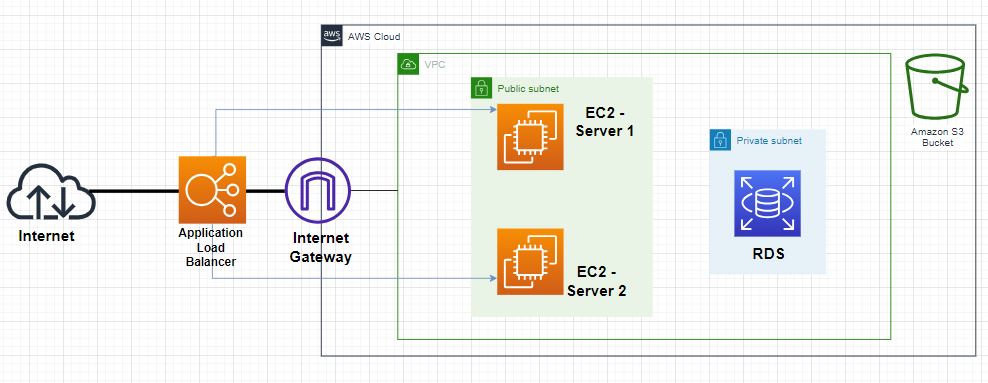 aws
AWS Cloud
VPC
Public subnet
EC2 -
Server 1
Amazon S3
Bucket
Private subnet
Internet
Application
Load
Balancer
Internet
Gateway
RDS
EC2 -
Server 2